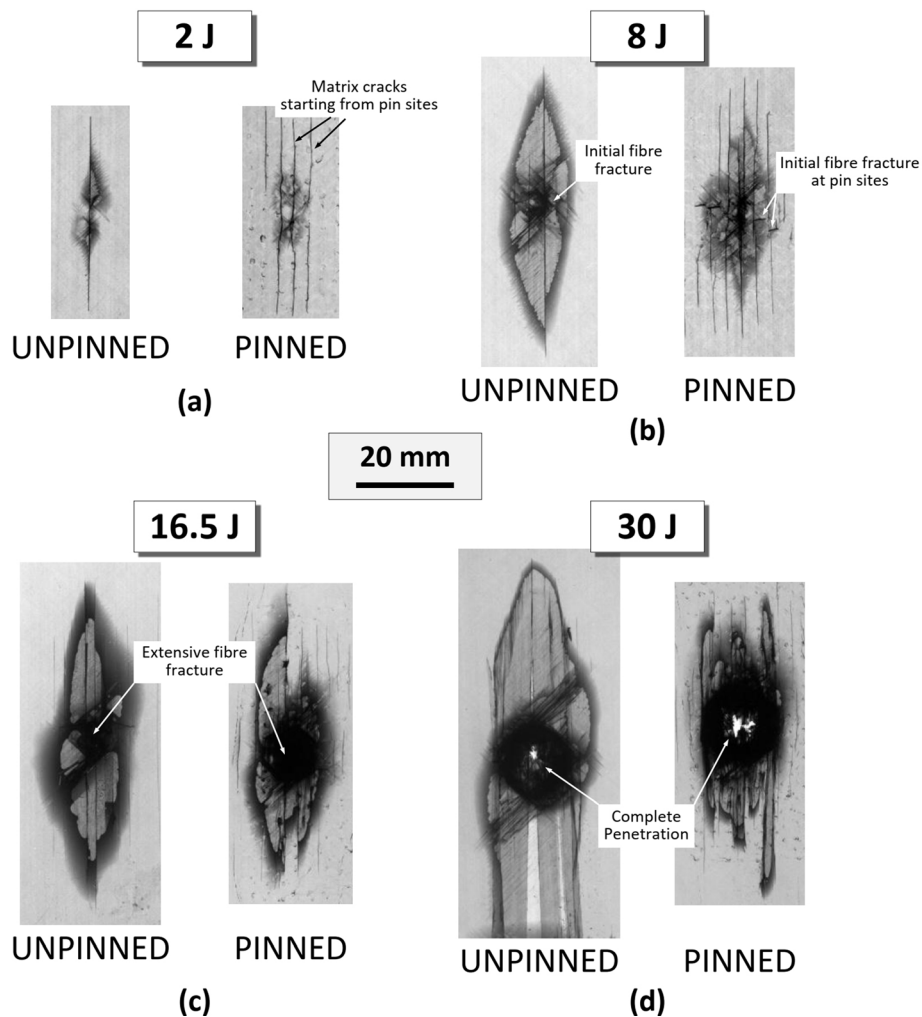 2 J
Matrix cracks
starting from pin sites
UNPINNED
PINNED
(a)
8 J
Initial fibre
fracture
Initial fibre fracture
at pin sites
UNPINNED
PINNED
(b)
20 mm
16.5 J
Extensive fibre
fracture
UNPINNED
PINNED
(c)
30 J
Complete
Penetration
UNPINNED
PINNED
(d)